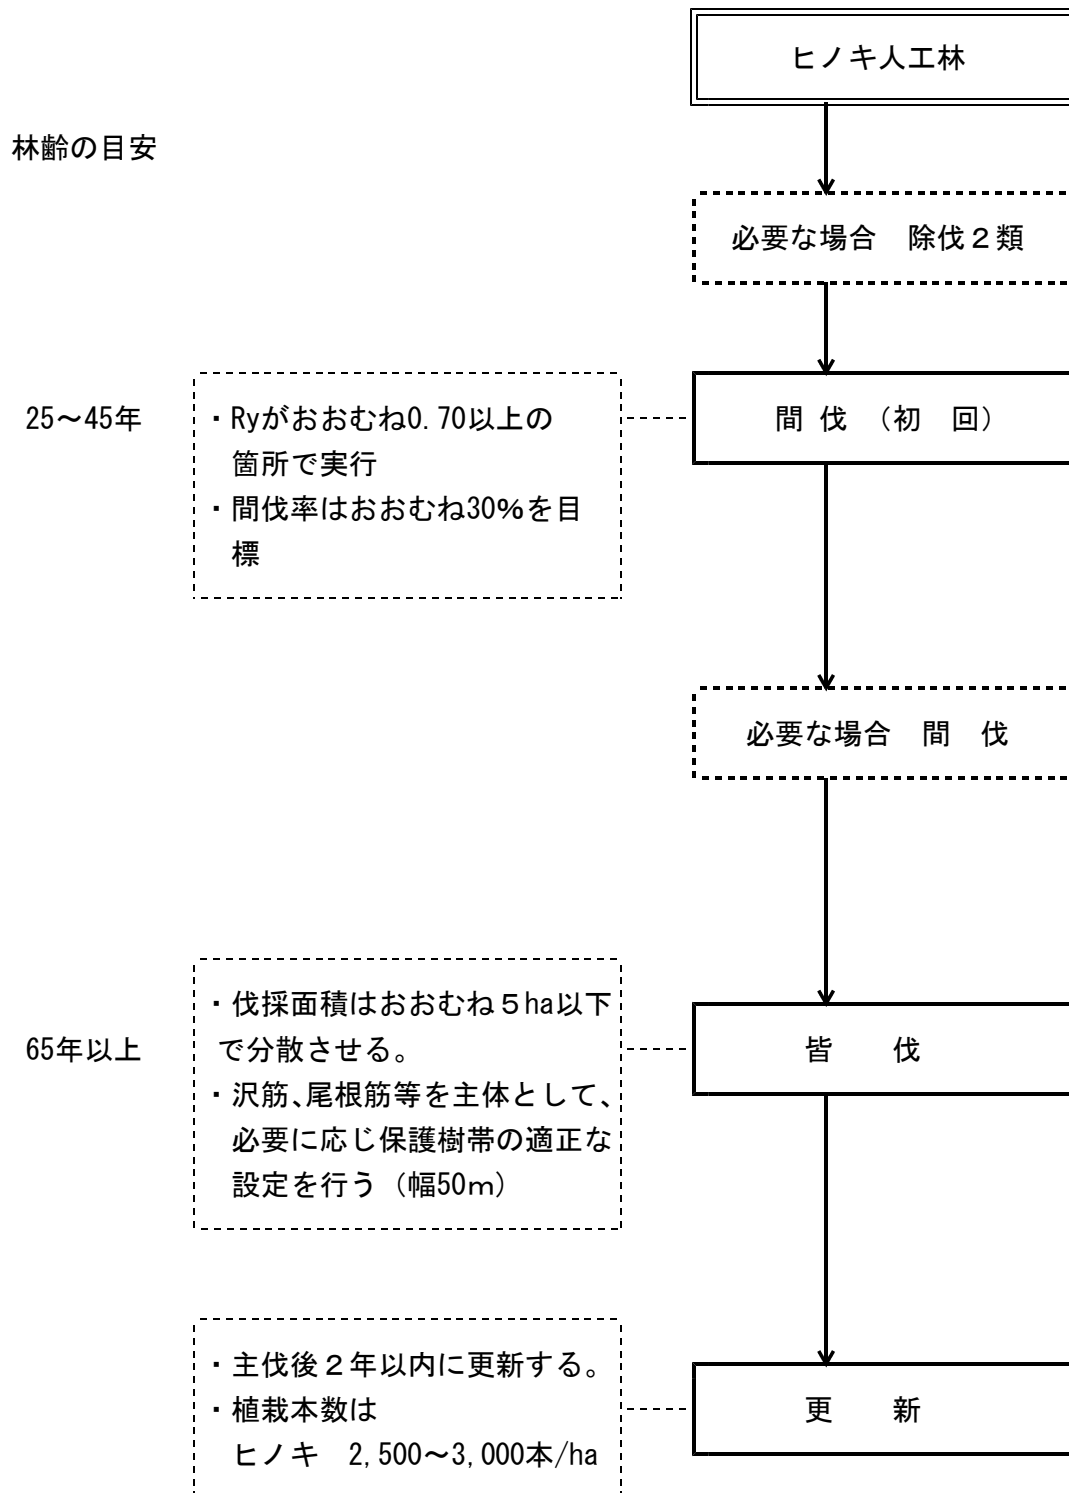 ヒノキ人工林
林齢の目安
必要な場合　除伐２類
25～45年
・Ryがおおむね0.70以上の
箇所で実行
・間伐率はおおむね30%を目
標
間 伐 （初　回）
必要な場合　間　伐
65年以上
・伐採面積はおおむね５ha以下
で分散させる。
・沢筋、尾根筋等を主体として、
必要に応じ保護樹帯の適正な
設定を行う（幅50ｍ）
皆　　伐
・主伐後２年以内に更新する。
・植栽本数は
ヒノキ　2,500～3,000本/ha
更　　新